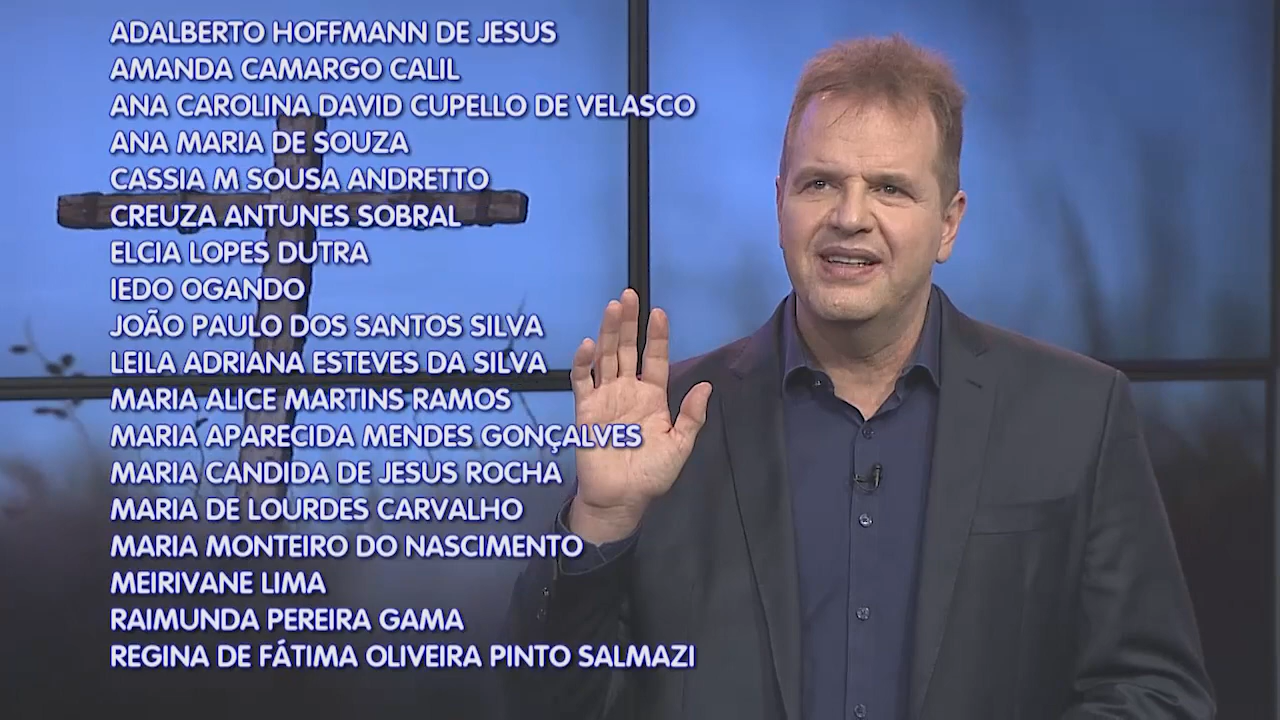 ADALBERTO HOFFMANN DE JESUS
AMANDA CAMARGO CALIL
ANA CAROLINA DAVID CUPELLO DE VELASCO
ANA MARIA DE SOUZA
CASSIA M SOUSA ANDRETTO
CREUZA ANTUNES SOBRAL
ELCIA LOPES DUTRA
IEDO OGANDO
JOÃO PAULO DOS SANTOS SILVA
LEILA ADRIANA ESTEVES DA SILVA
MARIA ALICE MARTINS RAMOS
MARIA APARECIDA MENDES GONÇALVES
MARIA CANDIDA DE JESUS ROCHA
MARIA DE LOURDES CARVALHO
MARIA MONTEIRO DO NASCIMENTO
MEIRIVANE LIMA
RAIMUNDA PEREIRA GAMA
REGINA DE FÁTIMA OLIVEIRA PINTO SALMAZI